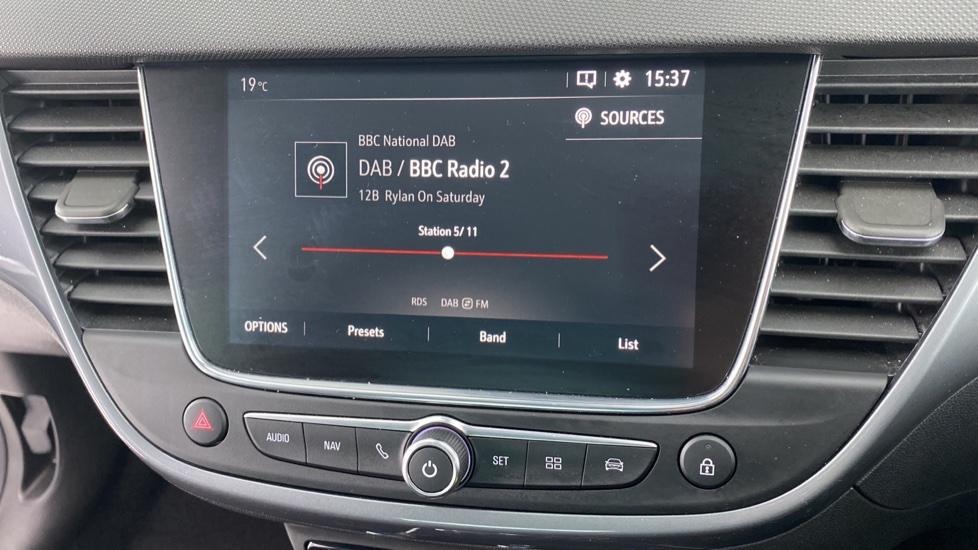 19°C
15:37
SOURCES
BBC National DAB
DAB / BBC Radio 2
12B Rylan On Saturday
Station 5/11
RDS DAB FM
OPTIONS Presets Band List
AUDIO NAV SET